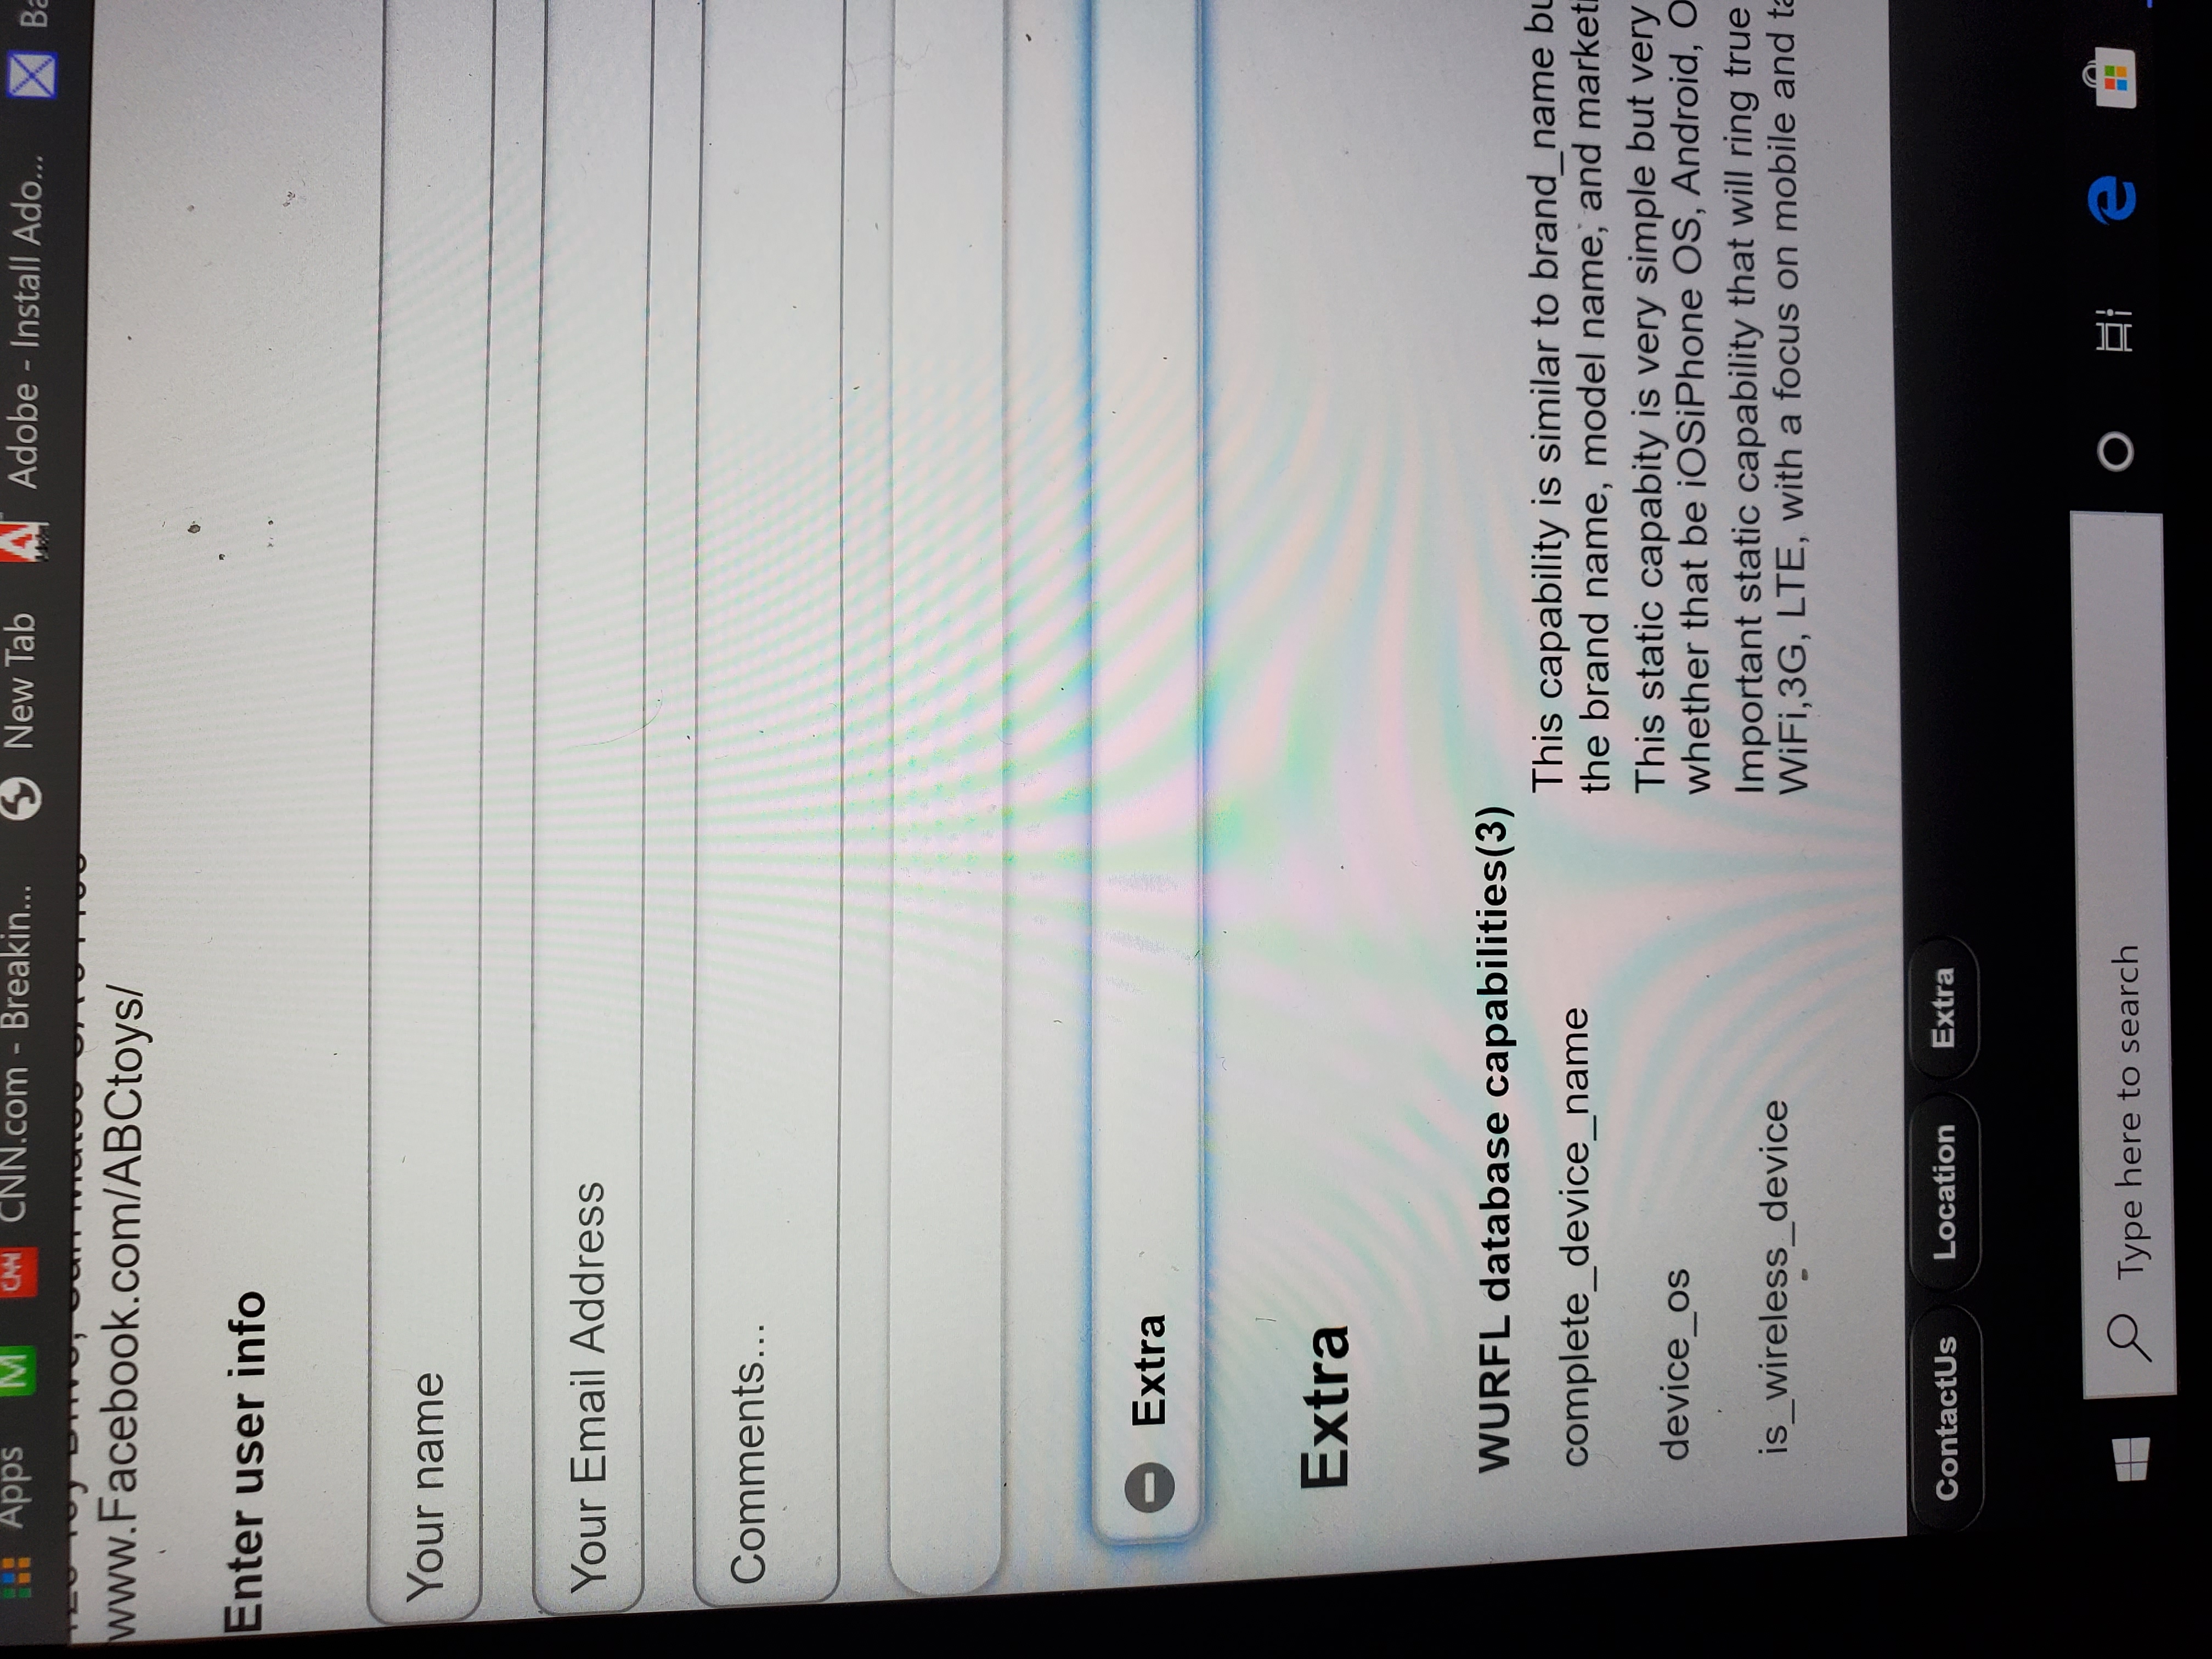 Apps M CNN CNN.com - Breakin... New Tab Adobe - Install Ado... Ba
www.Facebook.com/ABCtoys/
Enter user info
Your name
Your Email Address
Comments...
Extra
Extra
WURFL database capabilities(3)
complete_device_name
This capability is similar to brand_name bu
the brand name, model name, and marketi
device_os
This static capabity is very simple but very
whether that be iOSiPhone OS, Android, O
is_wireless_device
Important static capability that will ring true
WiFi,3G, LTE, with a focus on mobile and ta
ContactUs Location Extra
Type here to search